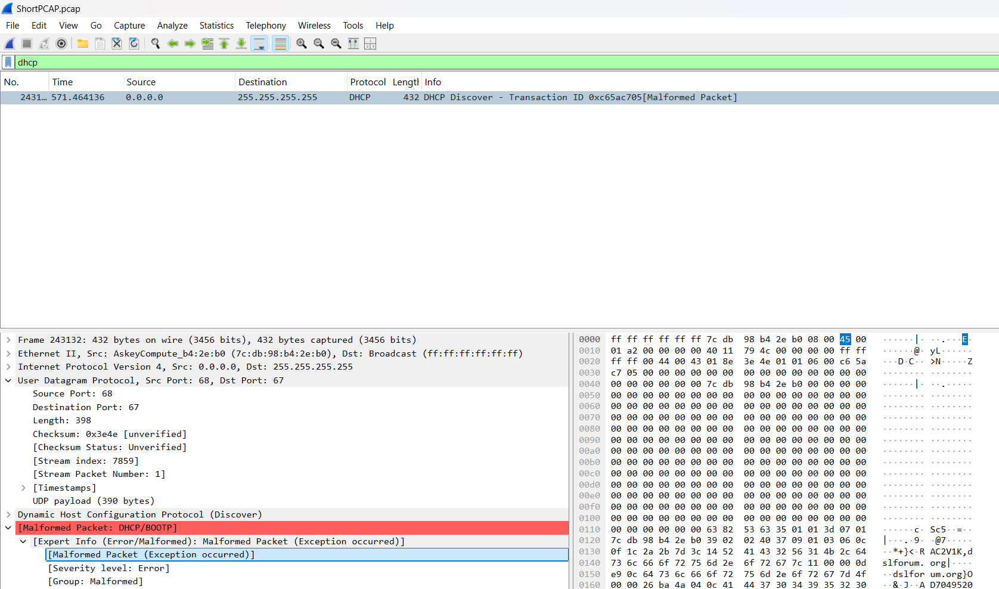 ShortPCAP.pcap
File Edit View Go Capture Analyze Statistics Telephony Wireless Tools Help
dhcp
No. Time Source Destination Protocol Length Info
2431… 571.464136 0.0.0.0 255.255.255.255 DHCP 432 DHCP Discover - Transaction ID 0xc65ac705[Malformed Packet]
Frame 243132: 432 bytes on wire (3456 bits), 432 bytes captured (3456 bits)
Ethernet II, Src: AskeyCompute_b4:2e:b0 (7c:db:98:b4:2e:b0), Dst: Broadcast (ff:ff:ff:ff:ff:ff)
Internet Protocol Version 4, Src: 0.0.0.0, Dst: 255.255.255.255
User Datagram Protocol, Src Port: 68, Dst Port: 67
Source Port: 68
Destination Port: 67
Length: 398
Checksum: 0x3e4e [unverified]
[Checksum Status: Unverified]
[Stream index: 7859]
[Stream Packet Number: 1]
[Timestamps]
UDP payload (390 bytes)
Dynamic Host Configuration Protocol (Discover)
[Malformed Packet: DHCP/BOOTP]
[Expert Info (Error/Malformed): Malformed Packet (Exception occurred)]
[Malformed Packet (Exception occurred)]
[Severity level: Error]
[Group: Malformed]
0000 ff ff ff ff ff ff 7c db 98 b4 2e b0 08 00 45 00 ······|· ··.···E·
0010 01 a2 00 00 00 00 40 11 79 4c 00 00 00 00 ff ff ······@· yL······
0020 ff ff 00 44 00 43 01 8e 3e 4e 01 01 06 00 c6 5a ···D·C·· >N·····Z
0030 c7 05 00 00 00 00 00 00 00 00 00 00 00 00 00 00 ········ ········
0040 00 00 00 00 00 00 7c db 98 b4 2e b0 00 00 00 00 ······|· ··.·····
0050 00 00 00 00 00 00 00 00 00 00 00 00 00 00 00 00 ········ ········
0060 00 00 00 00 00 00 00 00 00 00 00 00 00 00 00 00 ········ ········
0070 00 00 00 00 00 00 00 00 00 00 00 00 00 00 00 00 ········ ········
0080 00 00 00 00 00 00 00 00 00 00 00 00 00 00 00 00 ········ ········
0090 00 00 00 00 00 00 00 00 00 00 00 00 00 00 00 00 ········ ········
00a0 00 00 00 00 00 00 00 00 00 00 00 00 00 00 00 00 ········ ········
00b0 00 00 00 00 00 00 00 00 00 00 00 00 00 00 00 00 ········ ········
00c0 00 00 00 00 00 00 00 00 00 00 00 00 00 00 00 00 ········ ········
00d0 00 00 00 00 00 00 00 00 00 00 00 00 00 00 00 00 ········ ········
00e0 00 00 00 00 00 00 00 00 00 00 00 00 00 00 00 00 ········ ········
00f0 00 00 00 00 00 00 00 00 00 00 00 00 00 00 00 00 ········ ········
0100 00 00 00 00 00 00 00 00 00 00 00 00 00 00 00 00 ········ ········
0110 00 00 00 00 00 00 63 82 53 63 35 01 01 3d 07 01 ······c· Sc5··=··
0120 7c db 98 b4 2e b0 39 02 02 40 37 09 01 03 06 0c |···.·9· ·@7·····
0130 0f 1c 2a 2b 7d 3c 14 52 41 43 32 56 31 4b 2c 64 ··*+}<·R AC2V1K,d
0140 73 6c 66 6f 72 75 6d 2e 6f 72 67 7c 11 00 00 0d slforum. org|····
0150 e9 0c 64 73 6c 66 6f 72 75 6d 2e 6f 72 67 7d 4f ··dslfor um.org}O
0160 00 00 26 ba 4a 04 0c 41 44 37 30 34 39 35 32 30 ··&·J··A D7049520